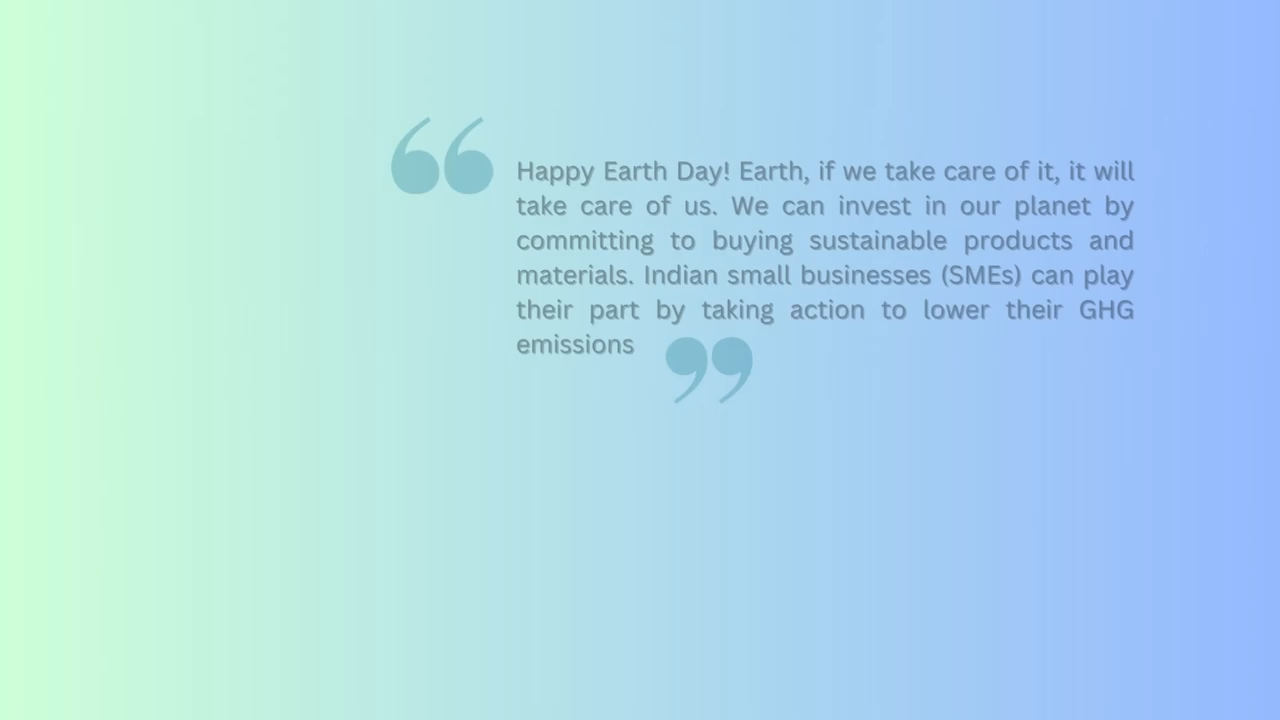 Happy Earth Day! Earth, if we take care of it, it will
take care of us. We can invest in our planet by
committing to buying sustainable products and
materials. Indian small businesses (SMEs) can play
their part by taking action to lower their GHG
emissions